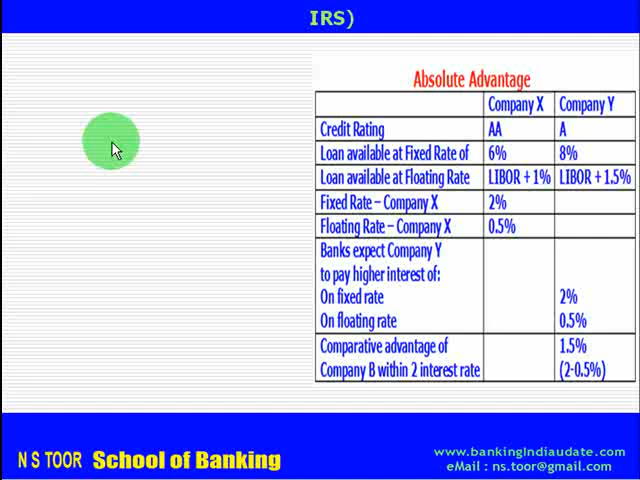 IRS)
Absolute Advantage
Company X Company Y
Credit Rating AA A
Loan available at Fixed Rate of 6% 8%
Loan available at Floating Rate LIBOR + 1% LIBOR + 1.5%
Fixed Rate – Company X 2%
Floating Rate – Company X 0.5%
Banks expect Company Y
to pay higher interest of:
On fixed rate 2%
On floating rate 0.5%
Comparative advantage of 1.5%
Company B within 2 interest rate (2-0.5%)
N S TOOR School of Banking
www.bankingIndiaudate.com
eMail : ns.toor@gmail.com